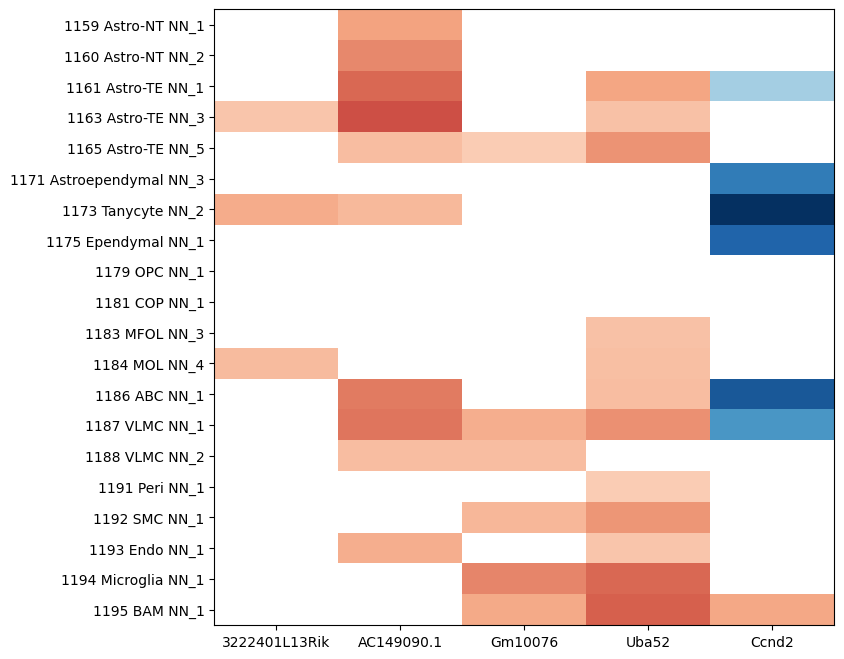 1159 Astro-NT NN_1
1160 Astro-NT NN_2
1161 Astro-TE NN_1
1163 Astro-TE NN_3
1165 Astro-TE NN_5
1171 Astroependymal NN_3
1173 Tanycyte NN_2
1175 Ependymal NN_1
1179 OPC NN_1
1181 COP NN_1
1183 MFOL NN_3
1184 MOL NN_4
1186 ABC NN_1
1187 VLMC NN_1
1188 VLMC NN_2
1191 Peri NN_1
1192 SMC NN_1
1193 Endo NN_1
1194 Microglia NN_1
1195 BAM NN_1
3222401L13Rik AC149090.1 Gm10076 Uba52 Ccnd2